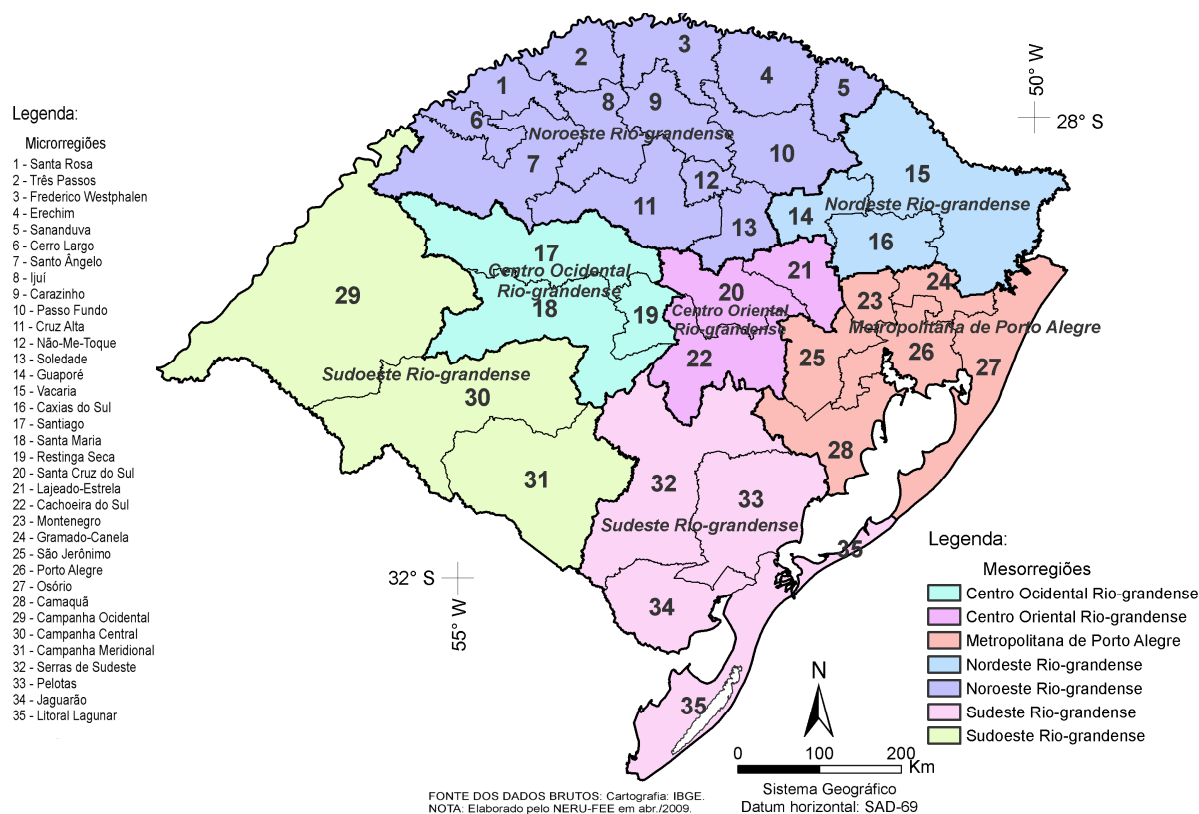 Legenda:
Microrregiões
1 - Santa Rosa
2 - Três Passos
3 - Frederico Westphalen
4 - Erechim
5 - Sananduva
6 - Cerro Largo
7 - Santo Ângelo
8 - Ijuí
9 - Carazinho
10 - Passo Fundo
11 - Cruz Alta
12 - Não-Me-Toque
13 - Soledade
14 - Guaporé
15 - Vacaria
16 - Caxias do Sul
17 - Santiago
18 - Santa Maria
19 - Restinga Seca
20 - Santa Cruz do Sul
21 - Lajeado-Estrela
22 - Cachoeira do Sul
23 - Montenegro
24 - Gramado-Canela
25 - São Jerônimo
26 - Porto Alegre
27 - Osório
28 - Camaquã
29 - Campanha Ocidental
30 - Campanha Central
31 - Campanha Meridional
32 - Serras de Sudeste
33 - Pelotas
34 - Jaguarão
35 - Litoral Lagunar
50° W
28° S
1
2
3
4
5
6
7
8
9
Noroeste Rio-grandense
10
11
12
13
15
Nordeste Rio-grandense
14
16
17
Centro Ocidental
Rio-grandense
18
19
20
21
Centro Oriental
Rio-grandense
22
23
24
Metropolitana de Porto Alegre
25
26
27
28
29
Sudoeste Rio-grandense
30
31
32
33
Sudeste Rio-grandense
34
35
35
32° S
55° W
Legenda:
Mesorregiões
Centro Ocidental Rio-grandense
Centro Oriental Rio-grandense
Metropolitana de Porto Alegre
Nordeste Rio-grandense
Noroeste Rio-grandense
Sudeste Rio-grandense
Sudoeste Rio-grandense
N
0 100 200
Km
Sistema Geográfico
Datum horizontal: SAD-69
FONTE DOS DADOS BRUTOS: Cartografia: IBGE.
NOTA: Elaborado pelo NERU-FEE em abr./2009.